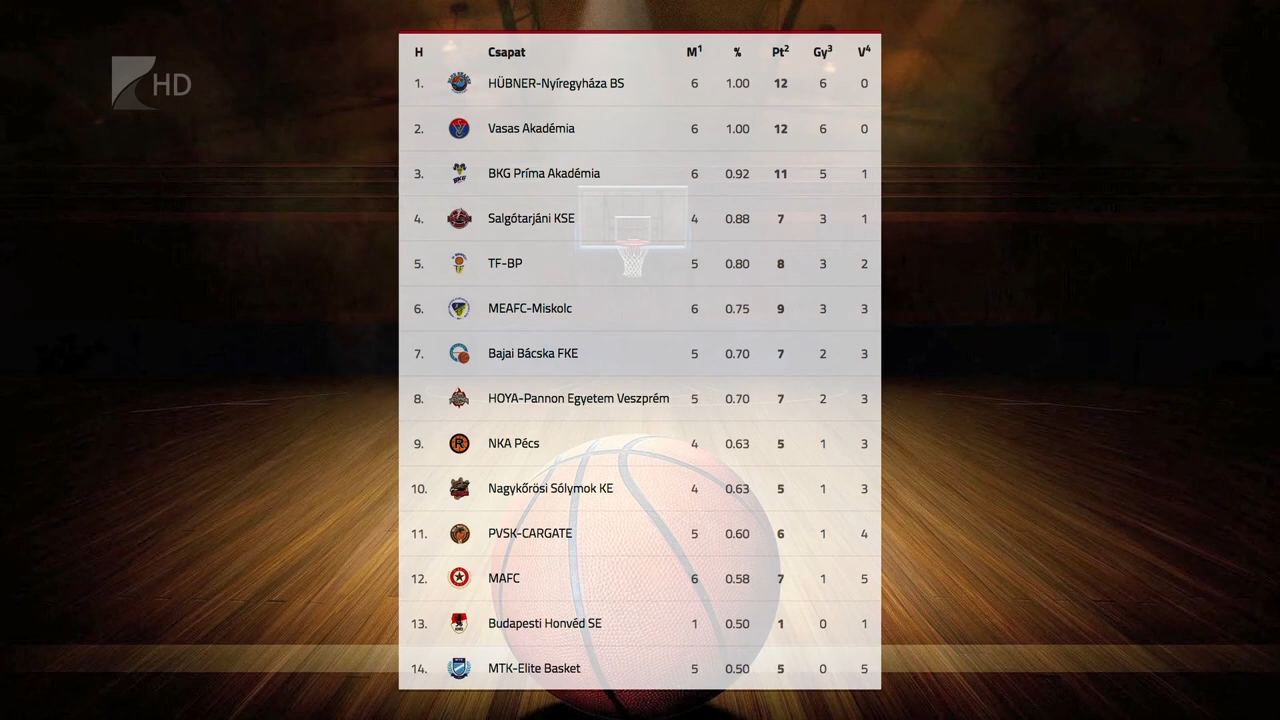 HD
H Csapat M¹ % Pt² Gy³ V⁴
1. HÜBNER-Nyíregyháza BS 6 1.00 12 6 0
2. Vasas Akadémia 6 1.00 12 6 0
3. BKG Príma Akadémia 6 0.92 11 5 1
4. Salgótarjáni KSE 4 0.88 7 3 1
5. TF-BP 5 0.80 8 3 2
6. MEAFC-Miskolc 6 0.75 9 3 3
7. Bajai Bácska FKE 5 0.70 7 2 3
8. HOYA-Pannon Egyetem Veszprém 5 0.70 7 2 3
9. NKA Pécs 4 0.63 5 1 3
10. Nagykőrösi Sólymok KE 4 0.63 5 1 3
11. PVSK-CARGATE 5 0.60 6 1 4
12. MAFC 6 0.58 7 1 5
13. Budapesti Honvéd SE 1 0.50 1 0 1
14. MTK-Elite Basket 5 0.50 5 0 5